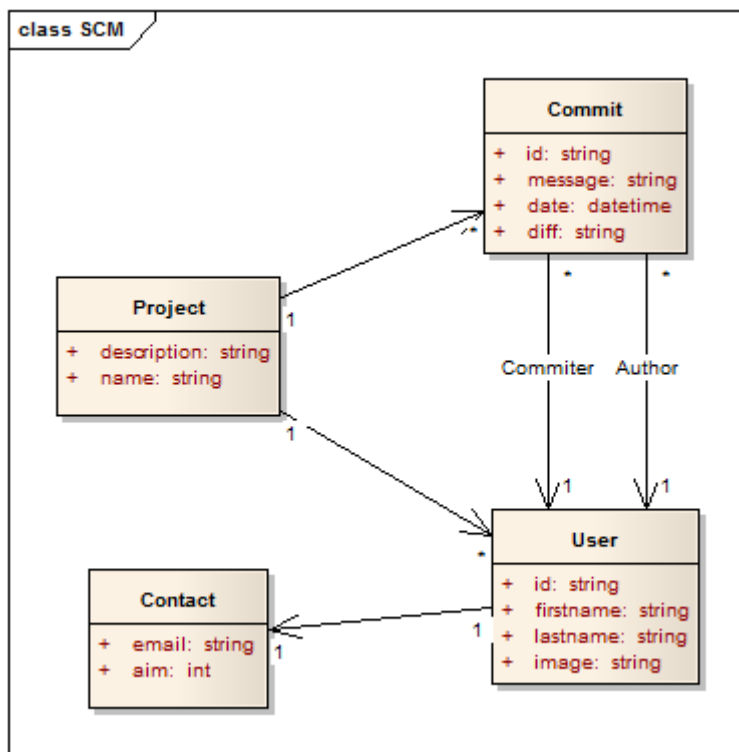 class SCM
Commit
+ id: string
+ message: string
+ date: datetime
+ diff: string
*
1
Project
+ description: string
+ name: string
1
*
*
Commiter
Author
1
1
*
User
+ id: string
+ firstname: string
+ lastname: string
+ image: string
1
1
Contact
+ email: string
+ aim: int